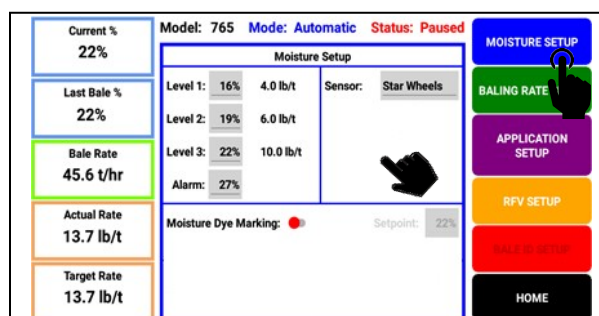 Current %
22%
Last Bale %
22%
Bale Rate
45.6 t/hr
Actual Rate
13.7 lb/t
Target Rate
13.7 lb/t
Model: 765 Mode: Automatic Status: Paused
Moisture Setup
Level 1: 16% 4.0 lb/t Sensor: Star Wheels
Level 2: 19% 6.0 lb/t
Level 3: 22% 10.0 lb/t
Alarm: 27%
Moisture Dye Marking: Setpoint: 22%
MOISTURE SETUP
BALING RATE
APPLICATION
SETUP
RFV SETUP
BALE ID SETUP
HOME